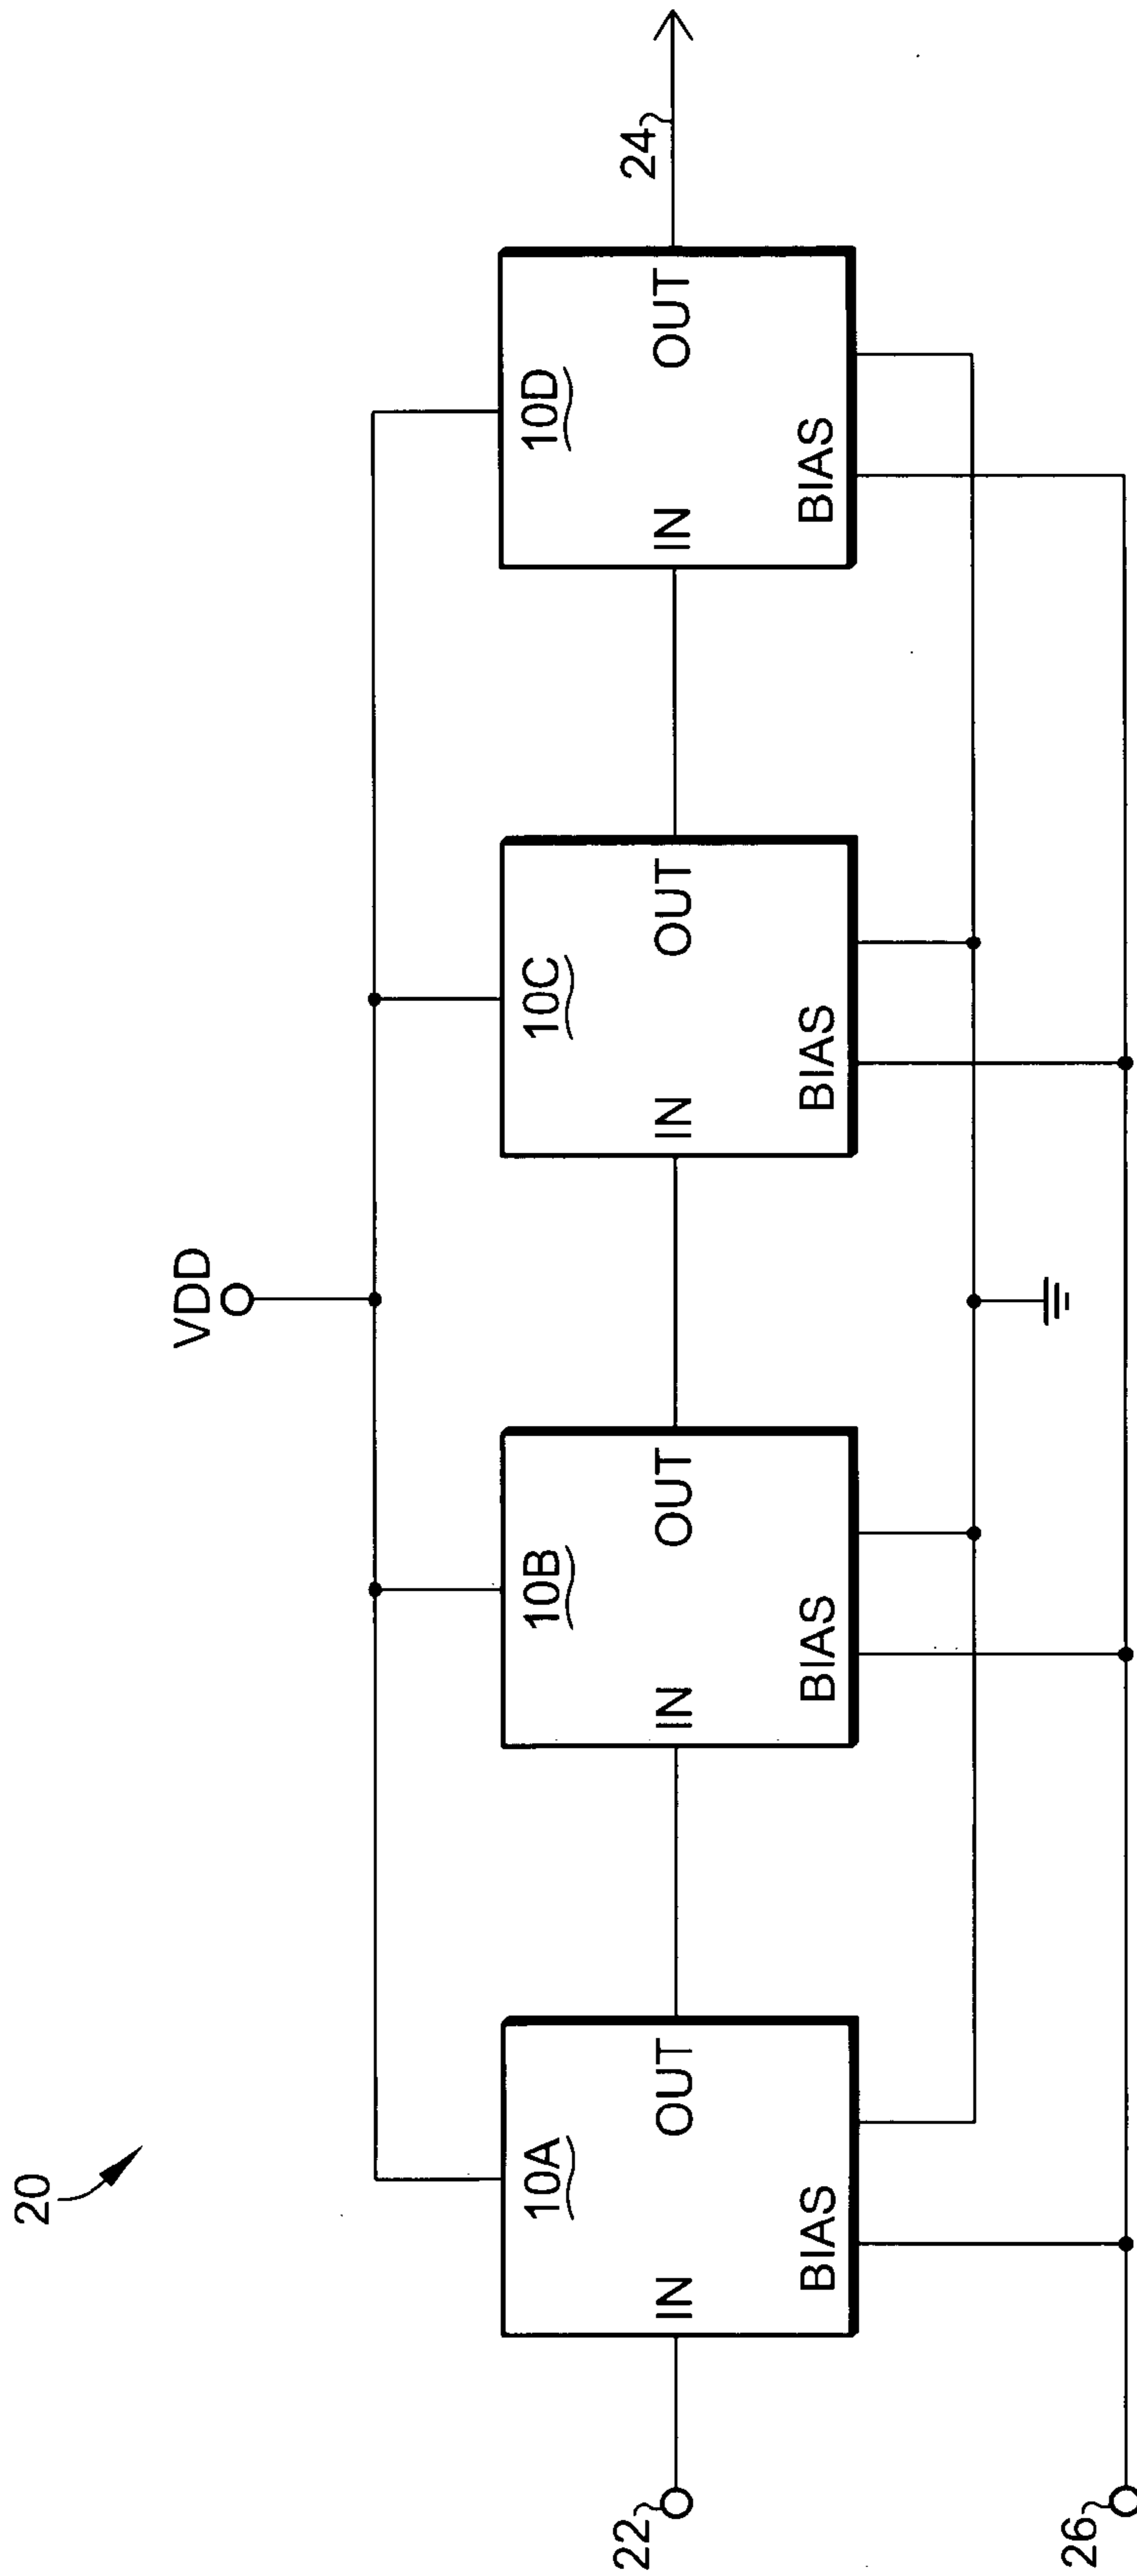 20
VDD
10A
10B
10C
10D
22
IN
OUT
IN
OUT
IN
OUT
IN
OUT
24
BIAS
BIAS
BIAS
BIAS
26